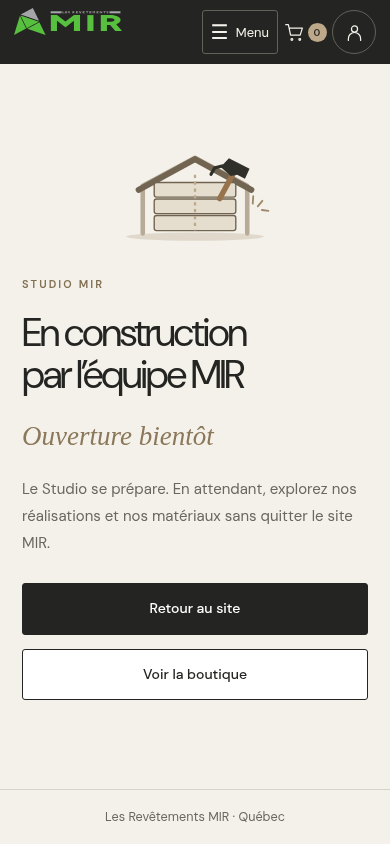 LES REVÊTEMENTS
MIR
Menu
0
STUDIO MIR
En construction
par l'équipe MIR
Ouverture bientôt
Le Studio se prépare. En attendant, explorez nos
réalisations et nos matériaux sans quitter le site
MIR.
Retour au site
Voir la boutique
Les Revêtements MIR · Québec